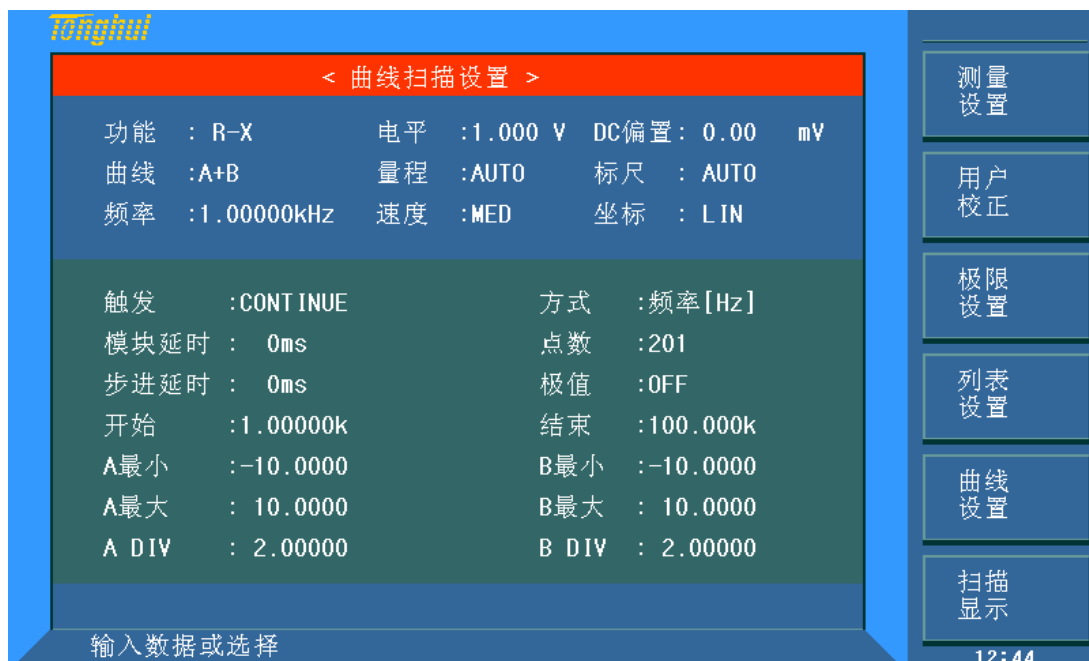 Tonghui
< 曲线扫描设置 >
功能 : R-X 电平 :1.000 V DC偏置: 0.00 mV
曲线 :A+B 量程 :AUTO 标尺 : AUTO
频率 :1.00000kHz 速度 :MED 坐标 : LIN
触发 :CONTINUE 方式 :频率[Hz]
模块延时 : 0ms 点数 :201
步进延时 : 0ms 极值 :OFF
开始 :1.00000k 结束 :100.000k
A最小 :-10.0000 B最小 :-10.0000
A最大 : 10.0000 B最大 : 10.0000
A DIV : 2.00000 B DIV : 2.00000
输入数据或选择
测量
设置
用户
校正
极限
设置
列表
设置
曲线
设置
扫描
显示
12:44